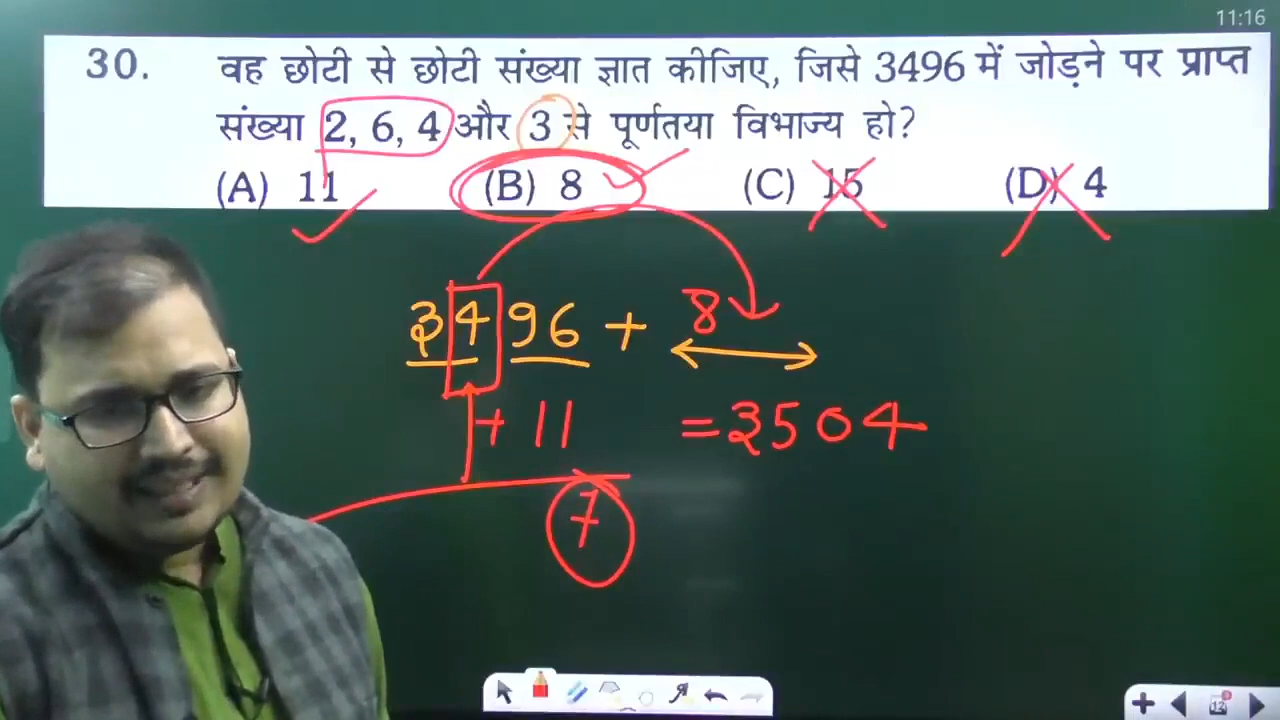 11:16
30. वह छोटी से छोटी संख्या ज्ञात कीजिए, जिसे 3496 में जोड़ने पर प्राप्त
संख्या 2, 6, 4 और 3 से पूर्णतया विभाज्य हो?
(A) 11 (B) 8 (C) 15 (D) 4
3496 + 8
+ 11 = 3504
7
12